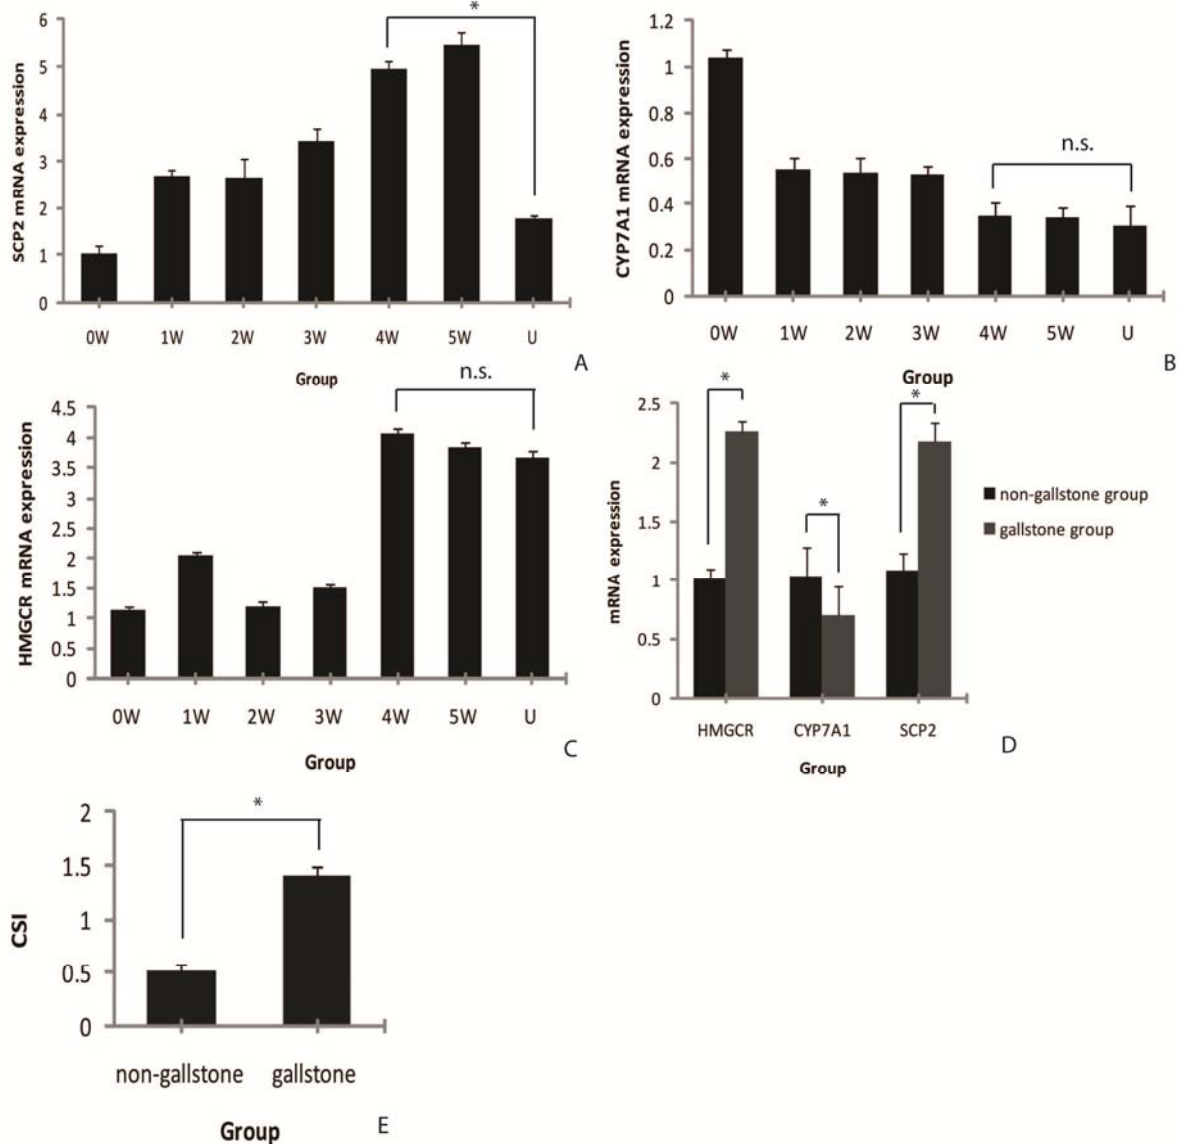 6
5
4
3
2
1
0
SCP2 mRNA expression
*
0W 1W 2W 3W 4W 5W U
Group
A
1.2
1
0.8
0.6
0.4
0.2
0
CYP7A1 mRNA expression
n.s.
0W 1W 2W 3W 4W 5W U
Group
B
4.5
4
3.5
3
2.5
2
1.5
1
0.5
0
HMGCR mRNA expression
n.s.
0W 1W 2W 3W 4W 5W U
Group
C
2.5
2
1.5
1
0.5
0
mRNA expression
*
*
*
HMGCR CYP7A1 SCP2
Group
non-gallstone group
gallstone group
D
2
1.5
1
0.5
0
CSI
*
non-gallstone gallstone
Group
E